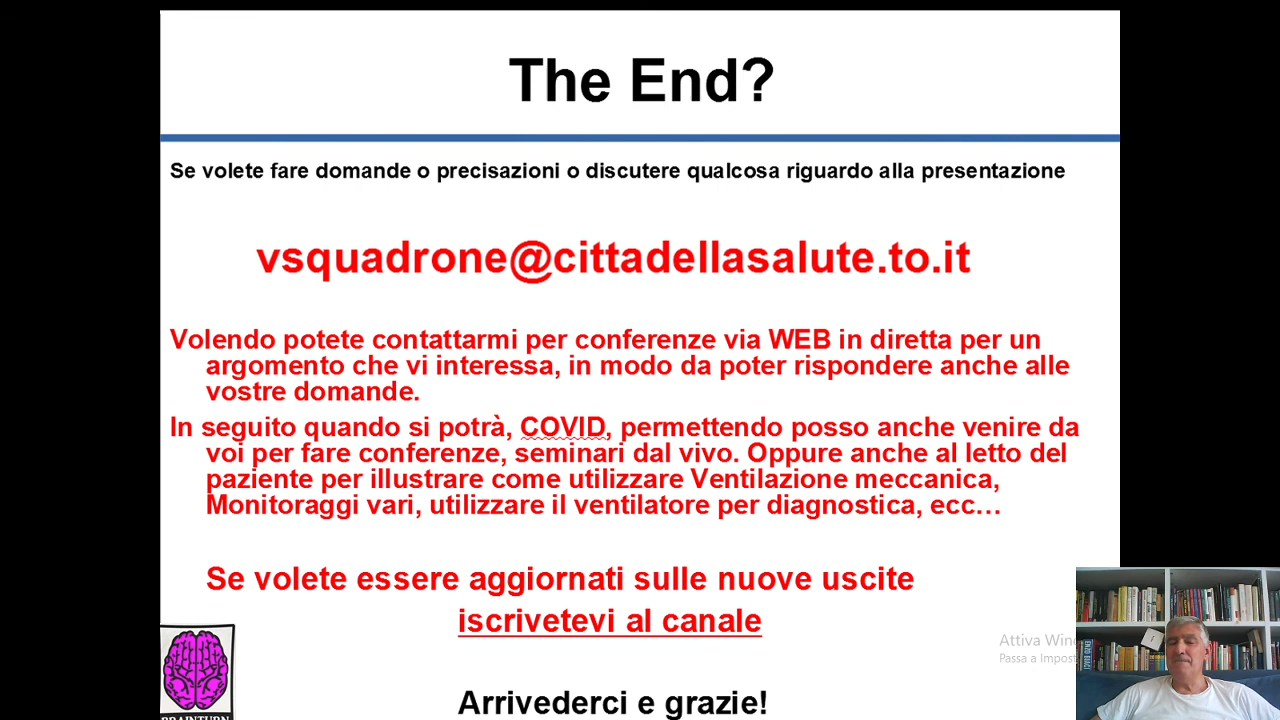 The End?
Se volete fare domande o precisazioni o discutere qualcosa riguardo alla presentazione
vsquadrone@cittadellasalute.to.it
Volendo potete contattarmi per conferenze via WEB in diretta per un
argomento che vi interessa, in modo da poter rispondere anche alle
vostre domande.
In seguito quando si potrà, COVID, permettendo posso anche venire da
voi per fare conferenze, seminari dal vivo. Oppure anche al letto del
paziente per illustrare come utilizzare Ventilazione meccanica,
Monitoraggi vari, utilizzare il ventilatore per diagnostica, ecc…
Se volete essere aggiornati sulle nuove uscite
iscrivetevi al canale
Attiva Win
Passa a Impost
Arrivederci e grazie!